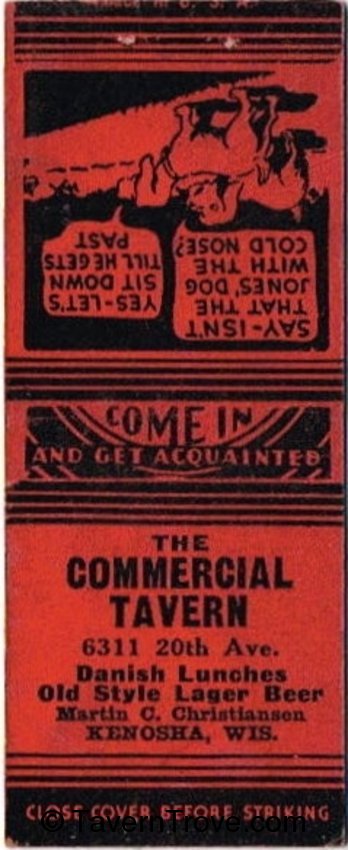 SAY-ISN'T
THAT THE
JONES' DOG
WITH THE
COLD NOSE?
YES-LET'S
SIT DOWN
TILL HE GETS
PAST
COME IN
AND GET ACQUAINTED
THE
COMMERCIAL
TAVERN
6311 20th Ave.
Danish Lunches
Old Style Lager Beer
Martin C. Christiansen
KENOSHA, WIS.
CLOSE COVER BEFORE STRIKING
© TavernTrove.com